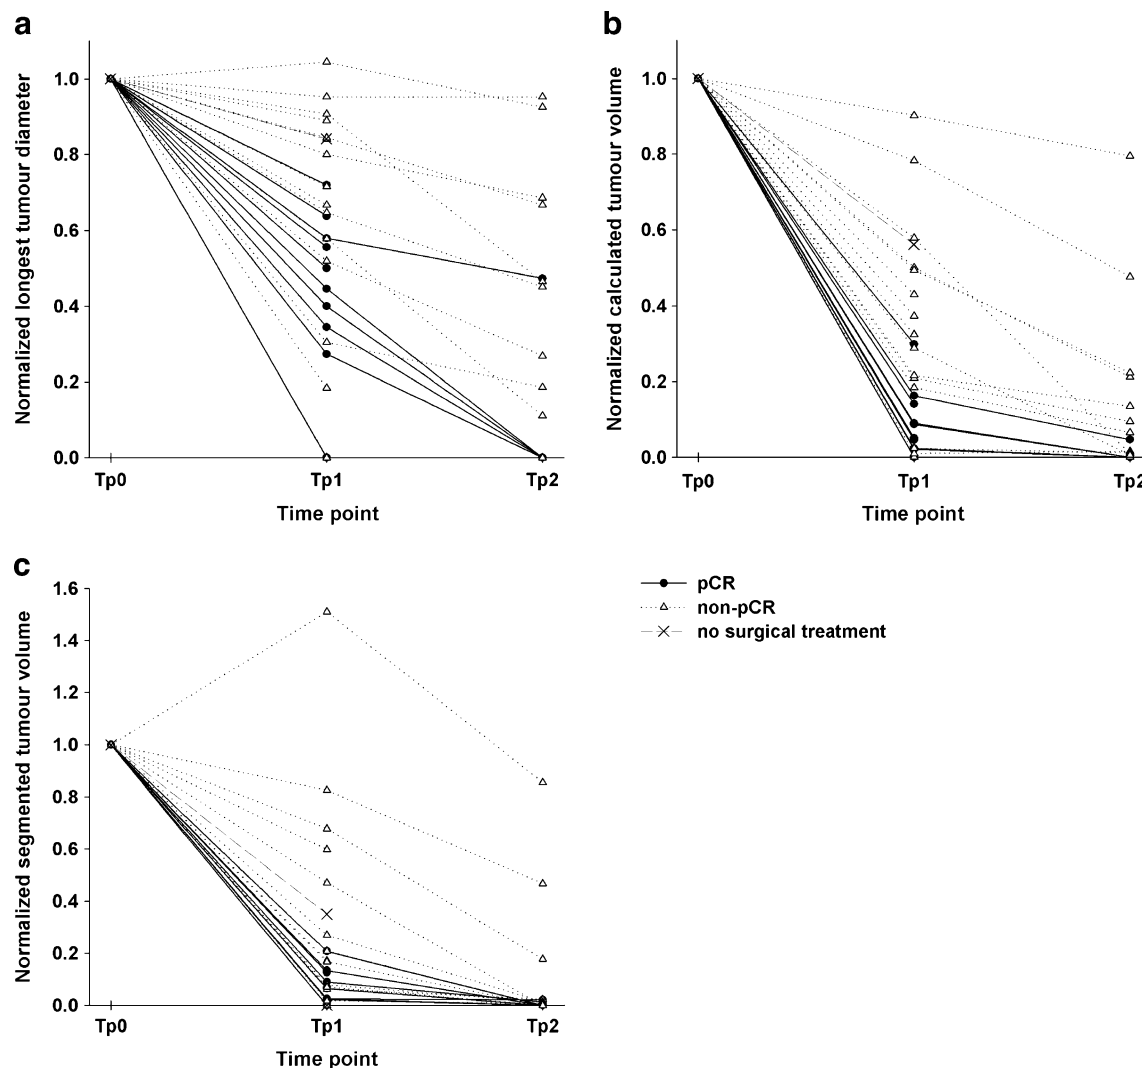 a
Normalized longest tumour diameter
1.0
0.8
0.6
0.4
0.2
0.0
Tp0 Tp1 Tp2
Time point
b
Normalized calculated tumour volume
1.0
0.8
0.6
0.4
0.2
0.0
Tp0 Tp1 Tp2
Time point
c
Normalized segmented tumour volume
1.6
1.4
1.2
1.0
0.8
0.6
0.4
0.2
0.0
Tp0 Tp1 Tp2
Time point
pCR
non-pCR
no surgical treatment